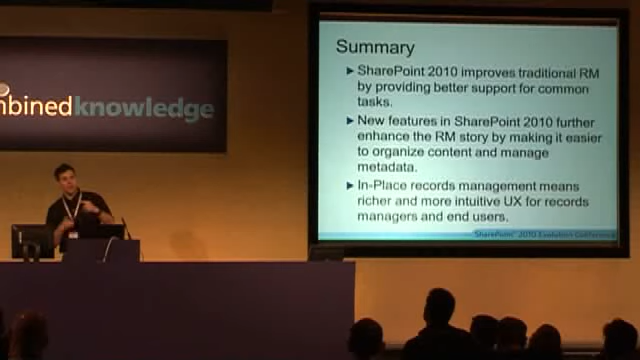 mbinedknowledge
Summary
► SharePoint 2010 improves traditional RM
by providing better support for common
tasks.
► New features in SharePoint 2010 further
enhance the RM story by making it easier
to organize content and manage
metadata.
► In-Place records management means
richer and more intuitive UX for records
managers and end users.
SharePoint 2010 Evolution Conference